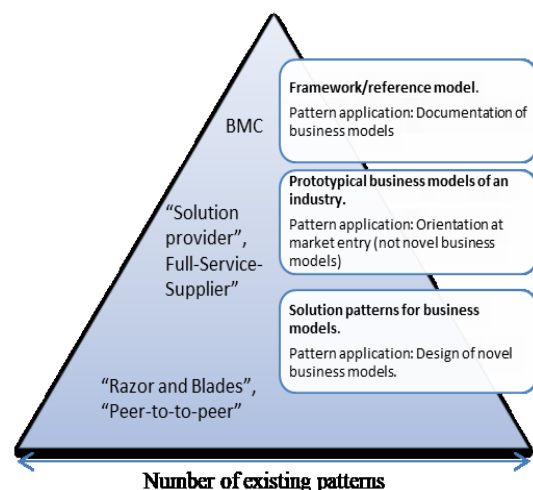 BMC
Framework/reference model.
Pattern application: Documentation of
business models
“Solution
provider”,
Full-Service-
Supplier”
Prototypical business models of an
industry.
Pattern application: Orientation at
market entry (not novel business
models)
“Razor and Blades”,
“Peer-to-to-peer”
Solution patterns for business
models.
Pattern application: Design of novel
business models.
Number of existing patterns